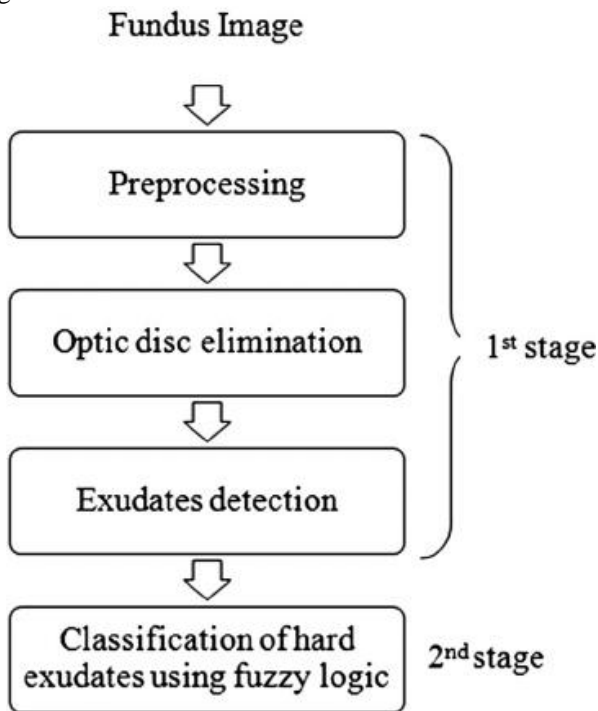 Fundus Image
Preprocessing
Optic disc elimination
1st stage
Exudates detection
Classification of hard
exudates using fuzzy logic
2nd stage